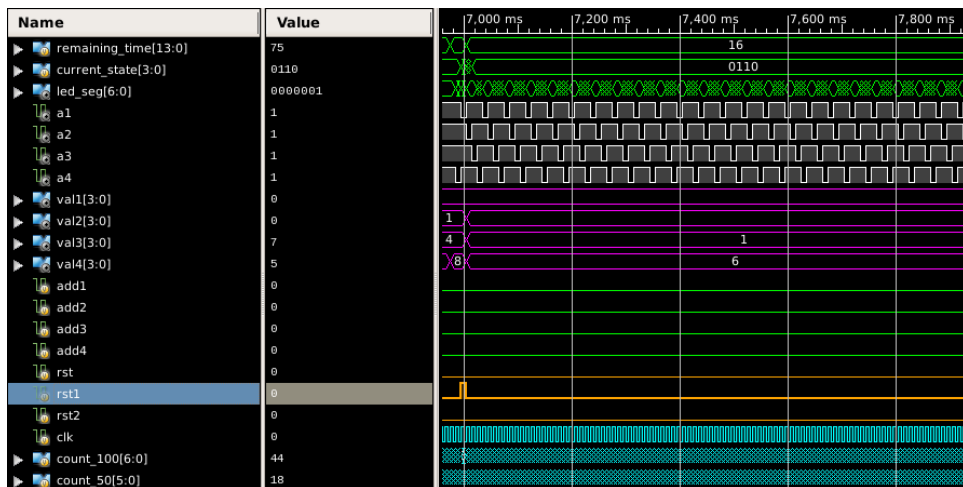 Name Value 7,000 ms 7,200 ms 7,400 ms 7,600 ms 7,800 ms
remaining_time[13:0] 75 16
current_state[3:0] 0110 0110
led_seg[6:0] 0000001
a1 1
a2 1
a3 1
a4 1
val1[3:0] 0
val2[3:0] 0 1
val3[3:0] 7 4 1
val4[3:0] 5 8 6
add1 0
add2 0
add3 0
add4 0
rst 0
rst1 0
rst2 0
clk 0
count_100[6:0] 44
count_50[5:0] 18